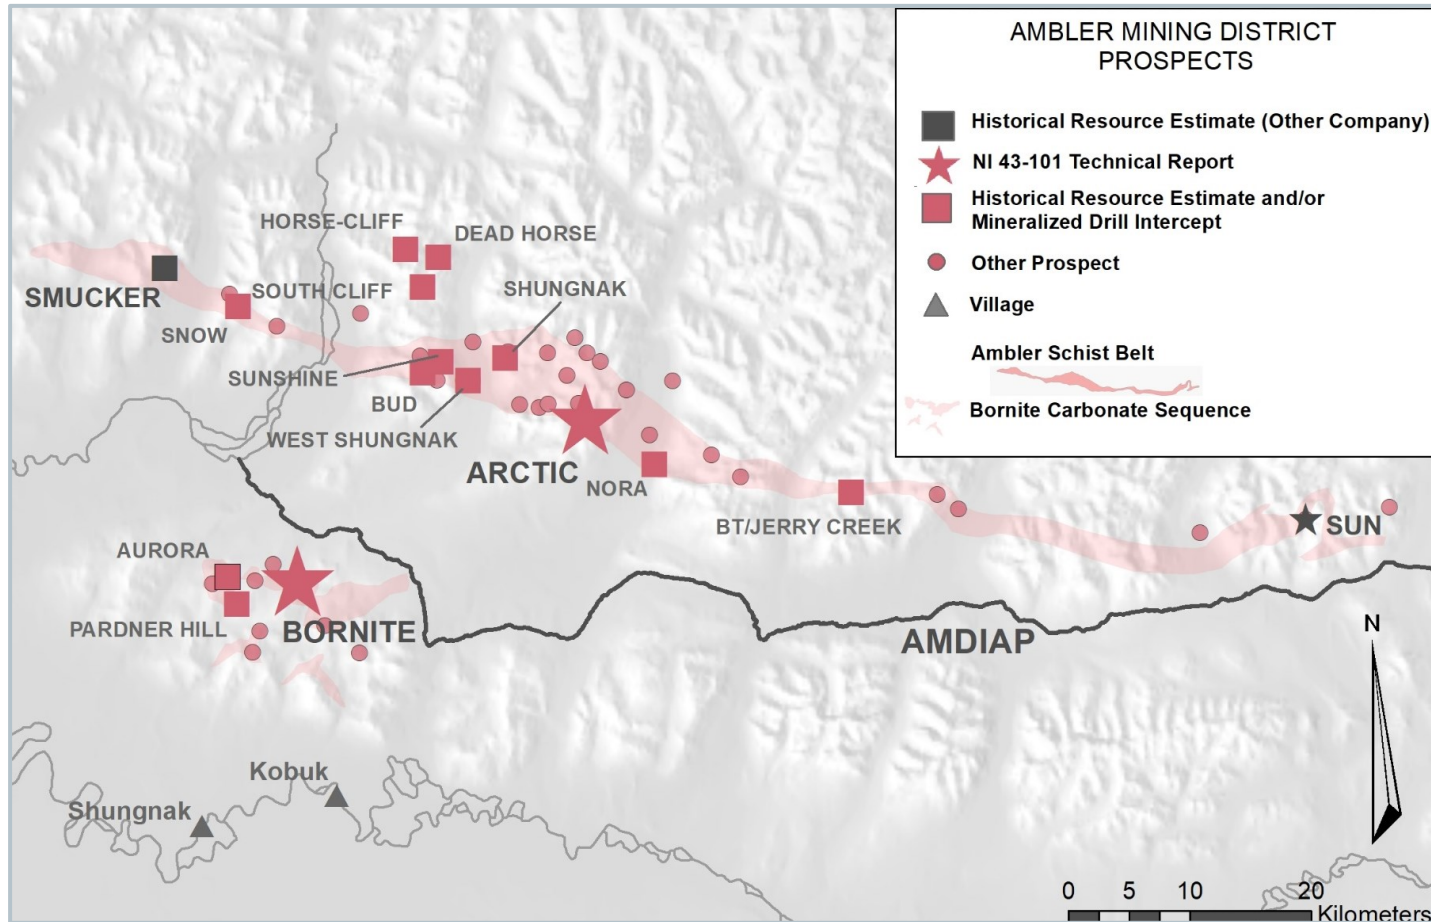 AMBLER MINING DISTRICT
PROSPECTS
Historical Resource Estimate (Other Company)
NI 43-101 Technical Report
Historical Resource Estimate and/or
Mineralized Drill Intercept
Other Prospect
Village
Ambler Schist Belt
Bornite Carbonate Sequence
HORSE-CLIFF
DEAD HORSE
SMUCKER
SOUTH CLIFF
SHUNGNAK
SNOW
SUNSHINE
BUD
WEST SHUNGNAK
ARCTIC
NORA
BT/JERRY CREEK
SUN
AURORA
PARDNER HILL
BORNITE
AMDIAP
N
Kobuk
Shungnak
0 5 10 20
Kilometers